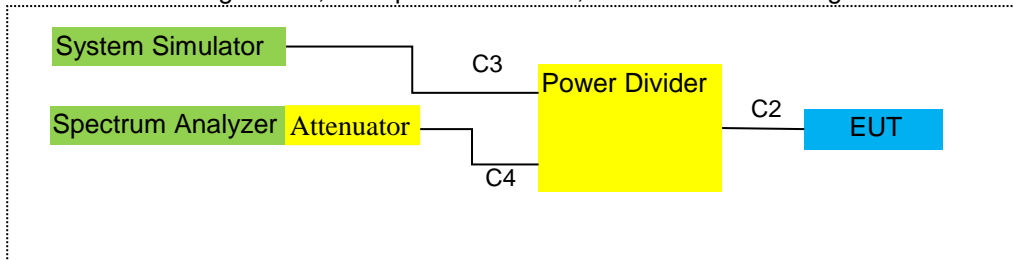 System Simulator
C3
Power Divider
C2
Spectrum Analyzer
Attenuator
EUT
C4